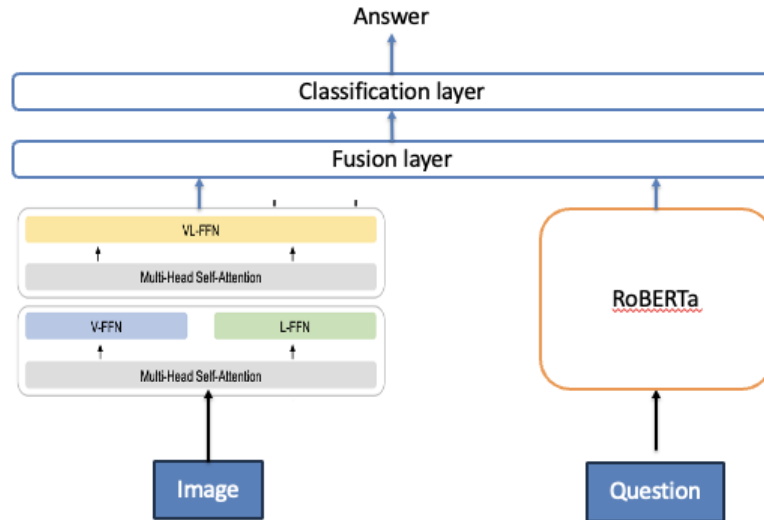 Answer
Classification layer
Fusion layer
VL-FFN
Multi-Head Self-Attention
V-FFN L-FFN
Multi-Head Self-Attention
RoBERTa
Image
Question